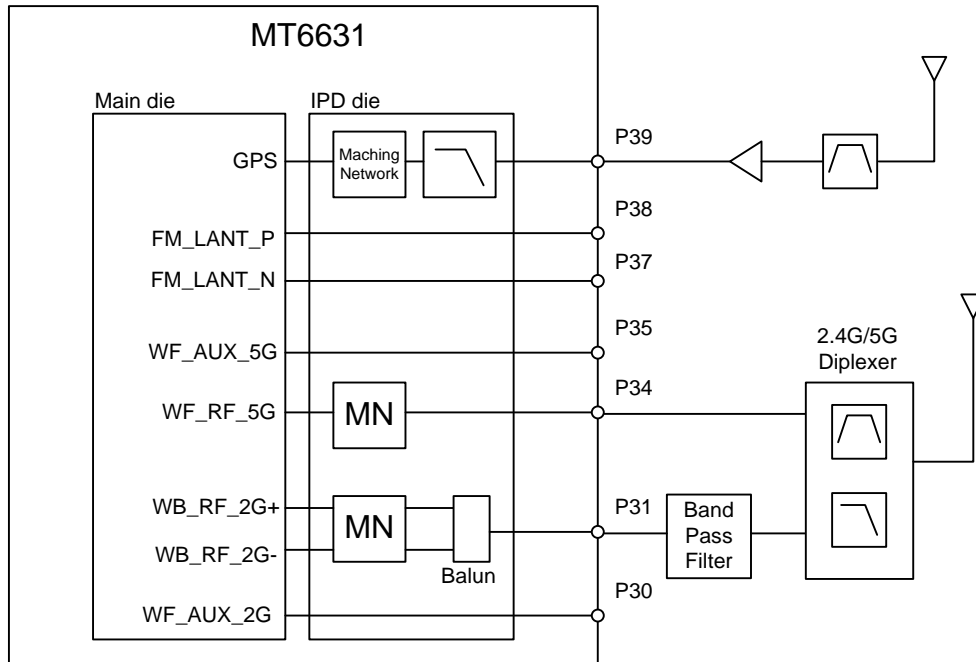 MT6631
Main die
IPD die
GPS
Maching
Network
P39
FM_LANT_P
P38
FM_LANT_N
P37
WF_AUX_5G
P35
WF_RF_5G
MN
P34
2.4G/5G
Diplexer
WB_RF_2G+
WB_RF_2G-
MN
Balun
P31
Band
Pass
Filter
WF_AUX_2G
P30